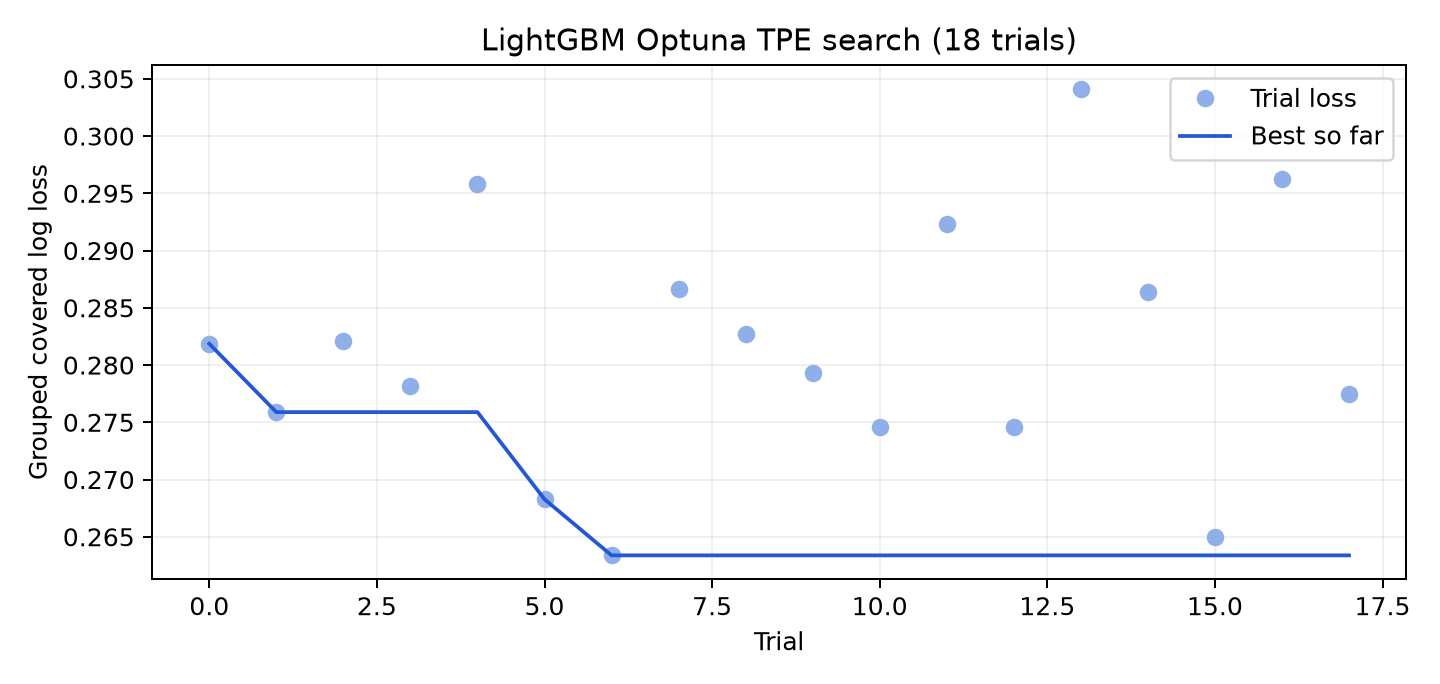 LightGBM Optuna TPE search (18 trials)
Grouped covered log loss
0.305
0.300
0.295
0.290
0.285
0.280
0.275
0.270
0.265
Trial loss
Best so far
0.0 2.5 5.0 7.5 10.0 12.5 15.0 17.5
Trial